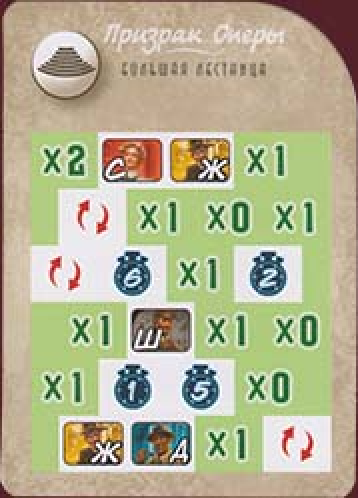 Призрак Оперы
БОЛЬШАЯ ЛЕСТНИЦА
X2 С Ж X1
X1 X0 X1
6 X1 2
X1 Ш X1 X0
X1 1 5 X0
Ж Д X1